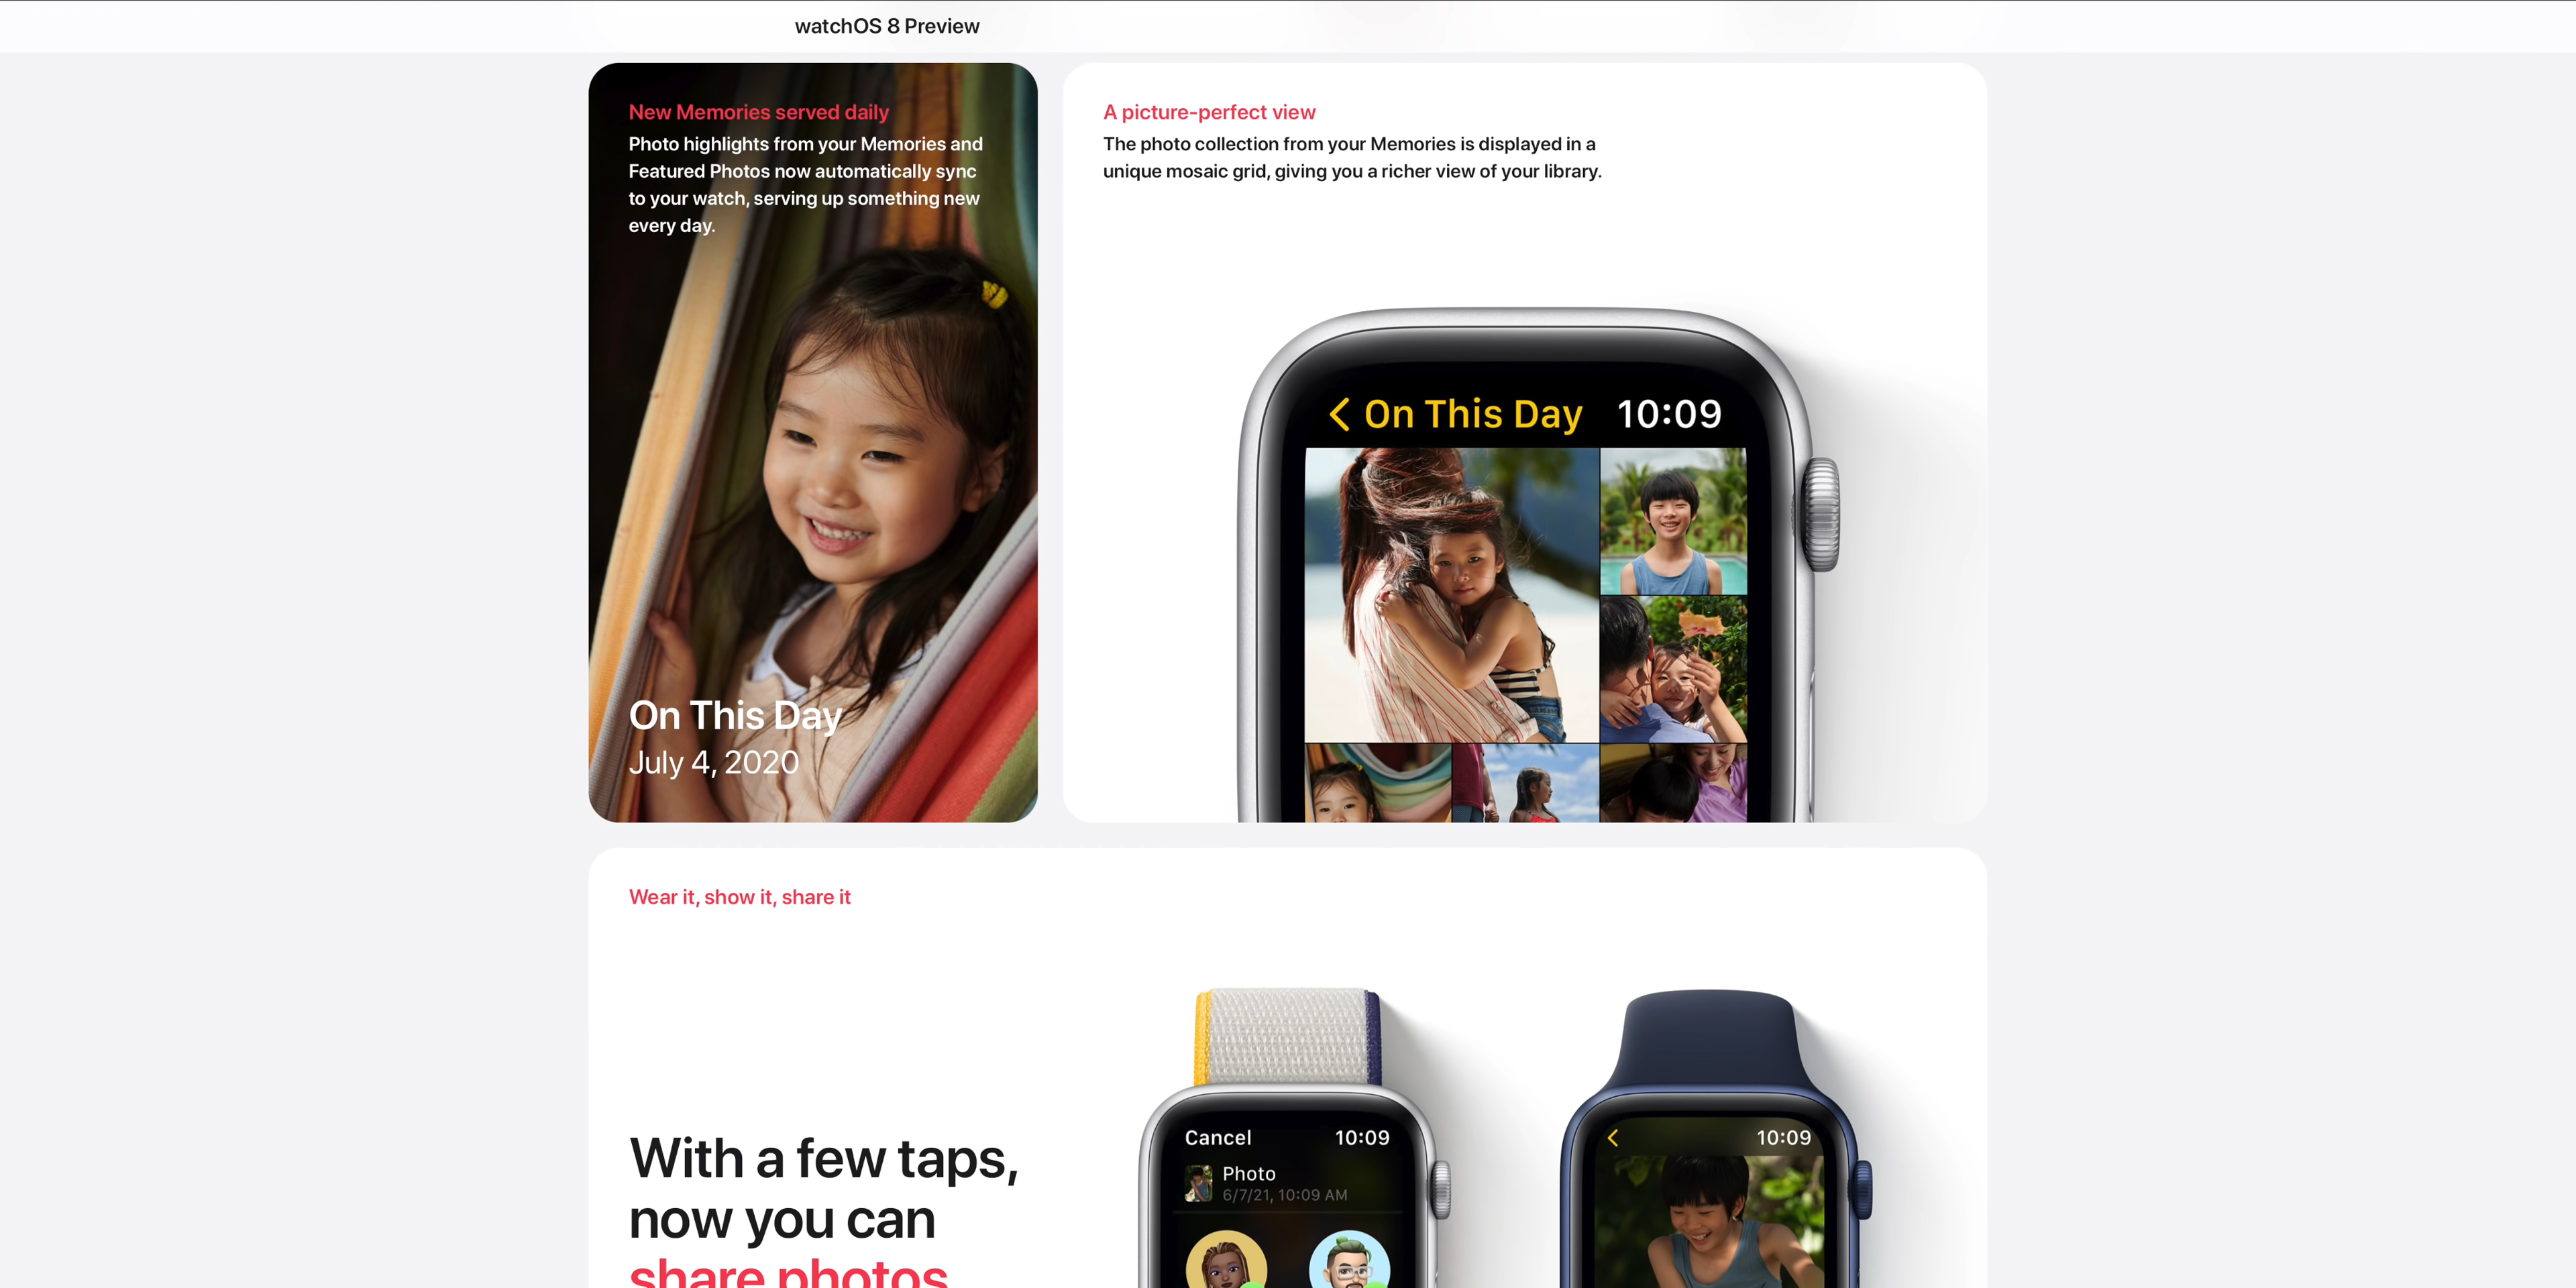 watchOS 8 Preview
New Memories served daily
Photo highlights from your Memories and
Featured Photos now automatically sync
to your watch, serving up something new
every day.
On This Day
July 4, 2020
A picture-perfect view
The photo collection from your Memories is displayed in a
unique mosaic grid, giving you a richer view of your library.
On This Day 10:09
Wear it, show it, share it
With a few taps,
now you can
share photos
Cancel 10:09
Photo
6/7/21, 10:09 AM
10:09